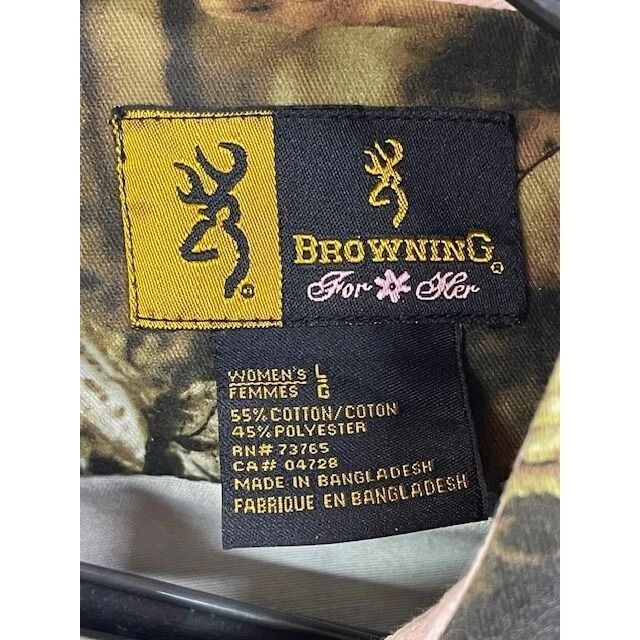 BROWNING®
For Her
WOMEN'S L
FEMMES G
55% COTTON/COTON
45% POLYESTER
RN# 73765
CA# 04728
MADE IN BANGLADESH
FABRIQUE EN BANGLADESH